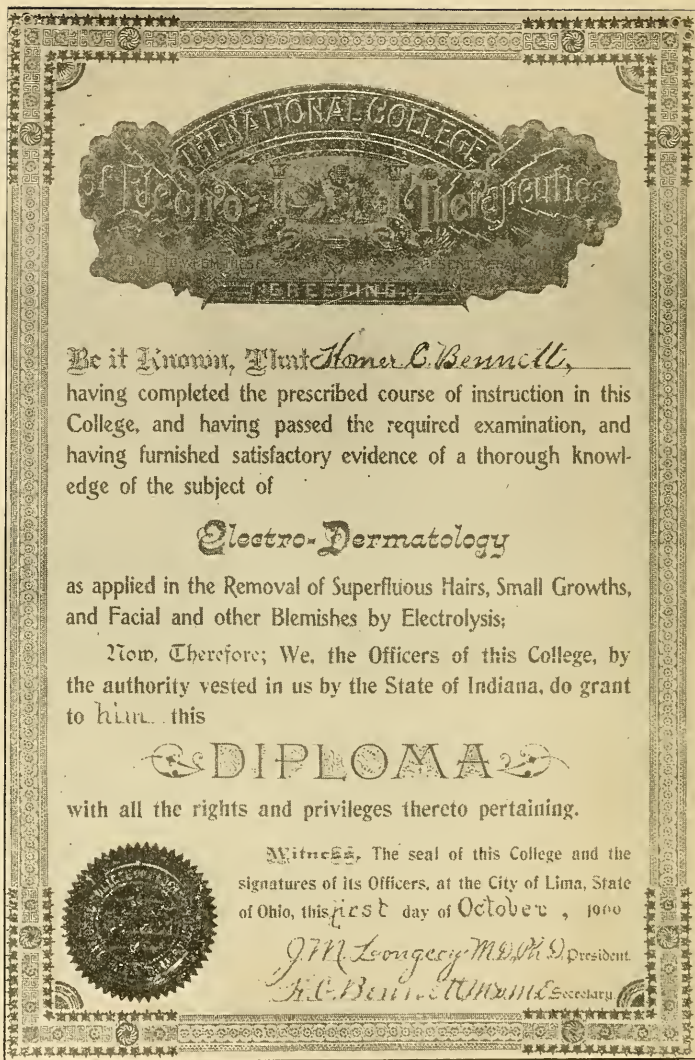 THE NATIONAL COLLEGE
of Electro-Therapeutics
GREETING:
Be it Known, That Homer C. Bennett,
having completed the prescribed course of instruction in this
College, and having passed the required examination, and
having furnished satisfactory evidence of a thorough knowl-
edge of the subject of
Electro-Dermatology
as applied in the Removal of Superfluous Hairs, Small Growths,
and Facial and other Blemishes by Electrolysis;
Now, Therefore; We, the Officers of this College, by
the authority vested in us by the State of Indiana, do grant
to him this
DIPLOMA
with all the rights and privileges thereto pertaining.
Witness, The seal of this College and the
signatures of its Officers, at the City of Lima, State
of Ohio, this first day of October, 1900
J. M. M.D, Ph.D, President.
H. C. Bennett Secretary.